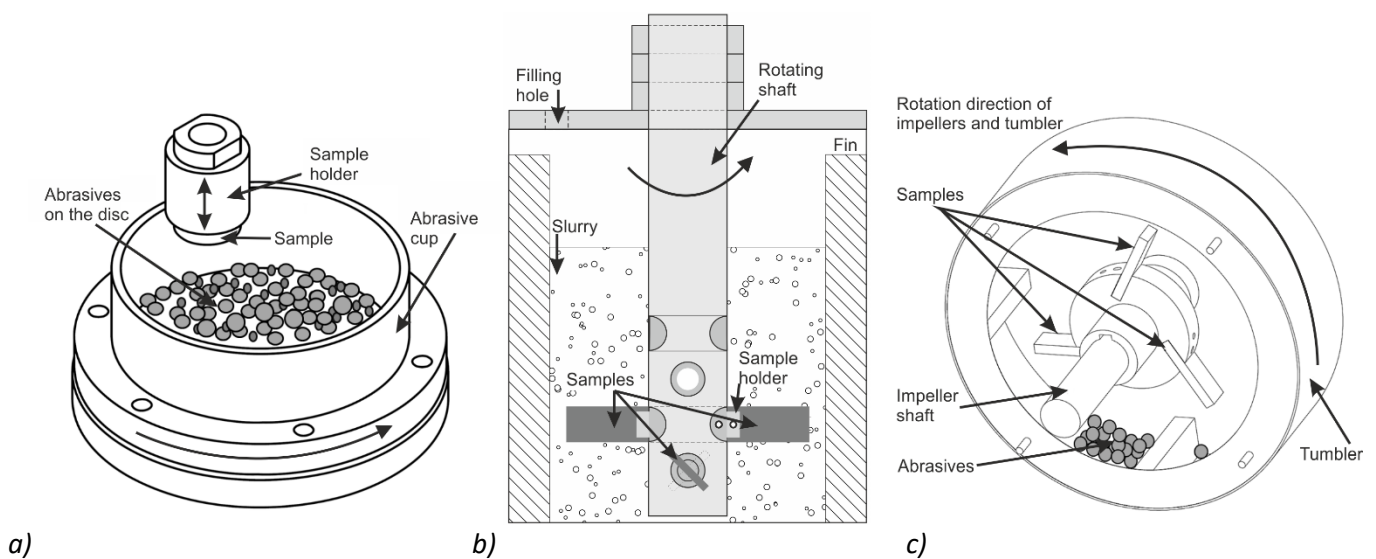 Sample
holder
Abrasives
on the disc
Abrasive
cup
Sample
a)
Filling
hole
Rotating
shaft
Fin
Slurry
Samples
Sample
holder
b)
Rotation direction of
impellers and tumbler
Samples
Impeller
shaft
Abrasives
Tumbler
c)